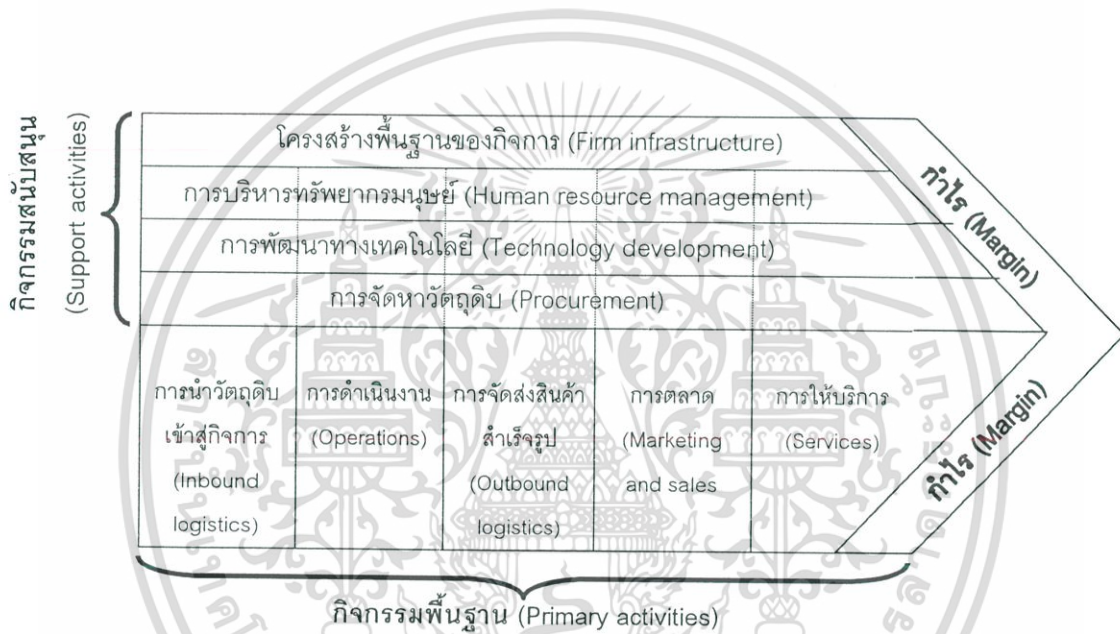 กิจกรรมสนับสนุน
(Support activities)
โครงสร้างพื้นฐานของกิจการ (Firm infrastructure)
การบริหารทรัพยากรมนุษย์ (Human resource management)
การพัฒนาทางเทคโนโลยี (Technology development)
การจัดหาวัตถุดิบ (Procurement)
กำไร (Margin)
การนำวัตถุดิบ
เข้าสู่กิจการ
(Inbound
logistics)
การดำเนินงาน
(Operations)
การจัดส่งสินค้า
สำเร็จรูป
(Outbound
logistics)
การตลาด
(Marketing
and sales
การให้บริการ
(Services)
กำไร (Margin)
กิจกรรมพื้นฐาน (Primary activities)